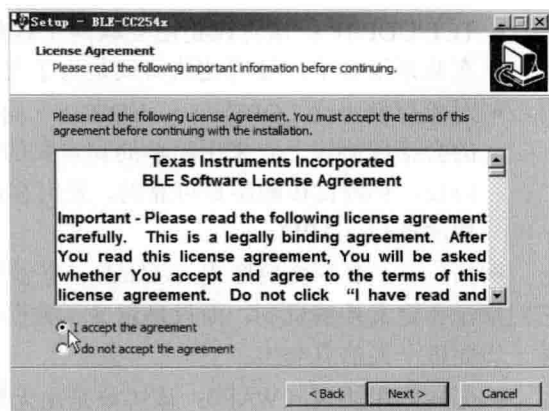 Setup - BLE-CC254x
License Agreement
Please read the following important information before continuing.
Please read the following License Agreement. You must accept the terms of this
agreement before continuing with the installation.
Texas Instruments Incorporated
BLE Software License Agreement
Important - Please read the following license agreement
carefully. This is a legally binding agreement. After
You read this license agreement, You will be asked
whether You accept and agree to the terms of this
license agreement. Do not click “I have read and
I accept the agreement
I do not accept the agreement
< Back
Next >
Cancel